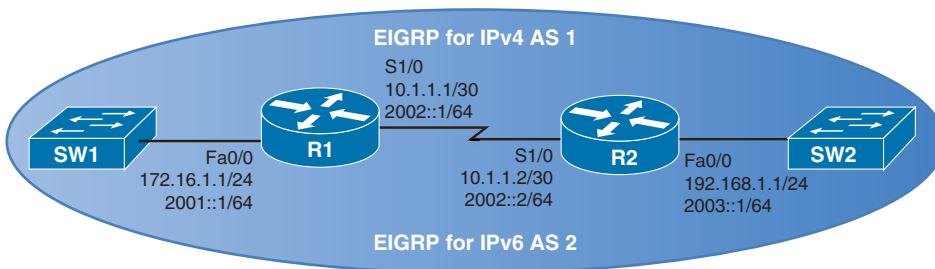 EIGRP for IPv4 AS 1
S1/0
10.1.1.1/30
2002::1/64
SW1
R1
R2
SW2
Fa0/0
172.16.1.1/24
2001::1/64
S1/0
10.1.1.2/30
2002::2/64
Fa0/0
192.168.1.1/24
2003::1/64
EIGRP for IPv6 AS 2